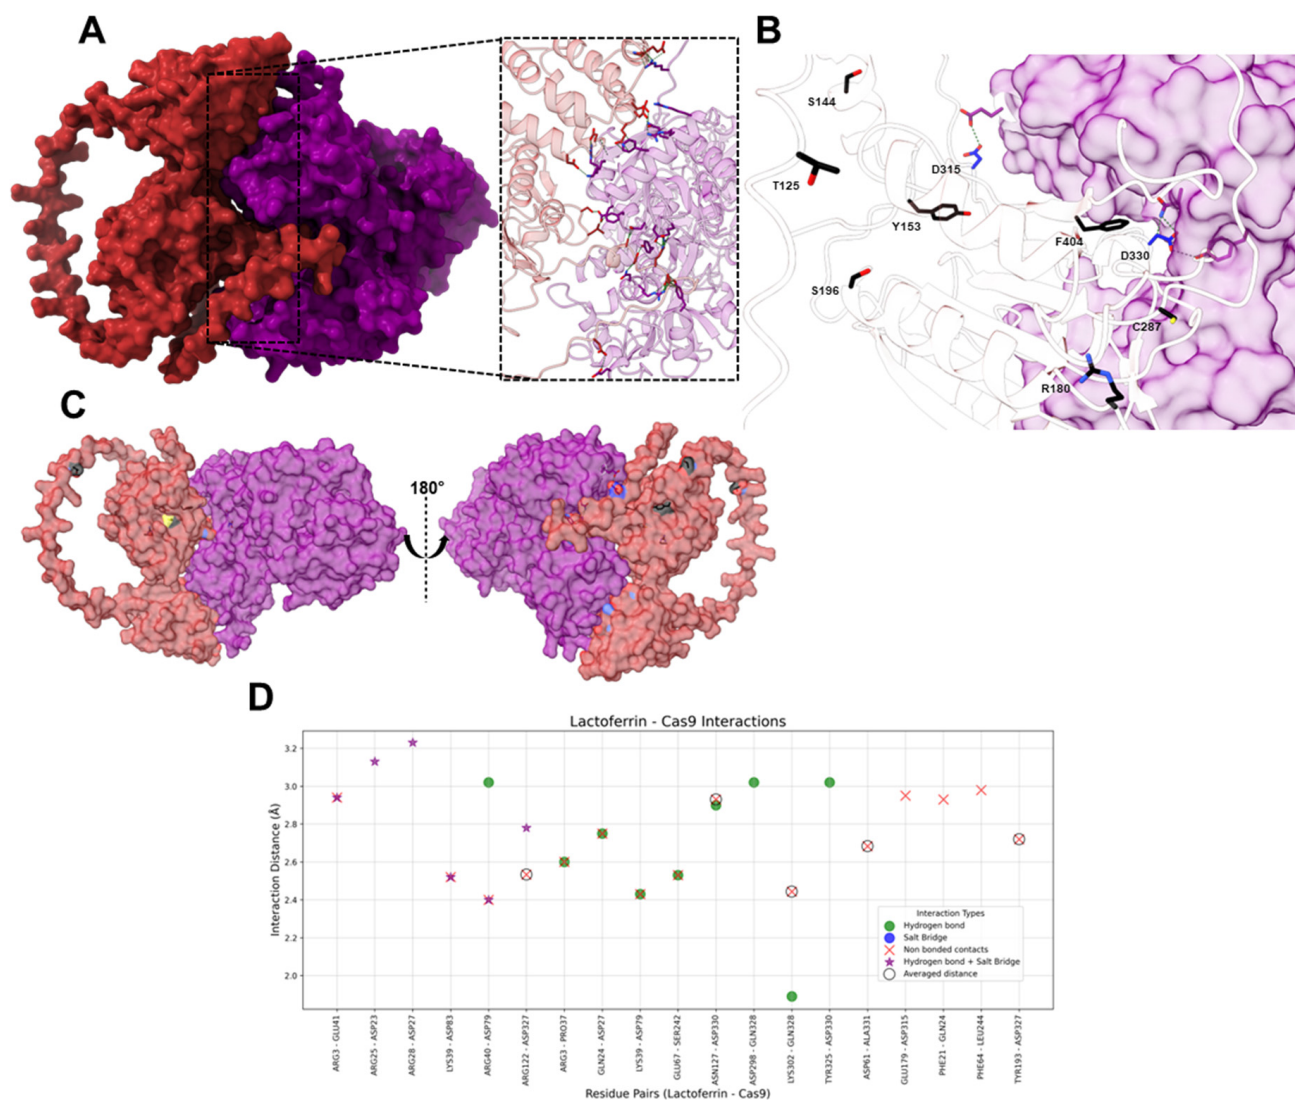 A
B
S144
D315
T125
Y153
F404
D330
S196
C287
R180
C
180°
D
Lactoferrin - Cas9 Interactions
Interaction Distance (Å)
3.2
3.0
2.8
2.6
2.4
2.2
2.0
Interaction Types
Hydrogen bond
Salt Bridge
Non bonded contacts
Hydrogen bond + Salt Bridge
Averaged distance
ARG3 - GLU41
ARG25 - ASP23
ARG28 - ASP27
LYS39 - ASP83
ARG40 - ASP79
ARG122 - ASP327
ARG3 - PRO37
GLN24 - ASP27
LYS39 - ASP79
GLU67 - SER242
ASN127 - ASP330
ASP298 - GLN328
LYS302 - GLN328
TYR325 - ASP330
ASP61 - ALA331
GLU179 - ASP315
PHE21 - GLN24
PHE64 - LEU244
TYR193 - ASP327
Residue Pairs (Lactoferrin - Cas9)